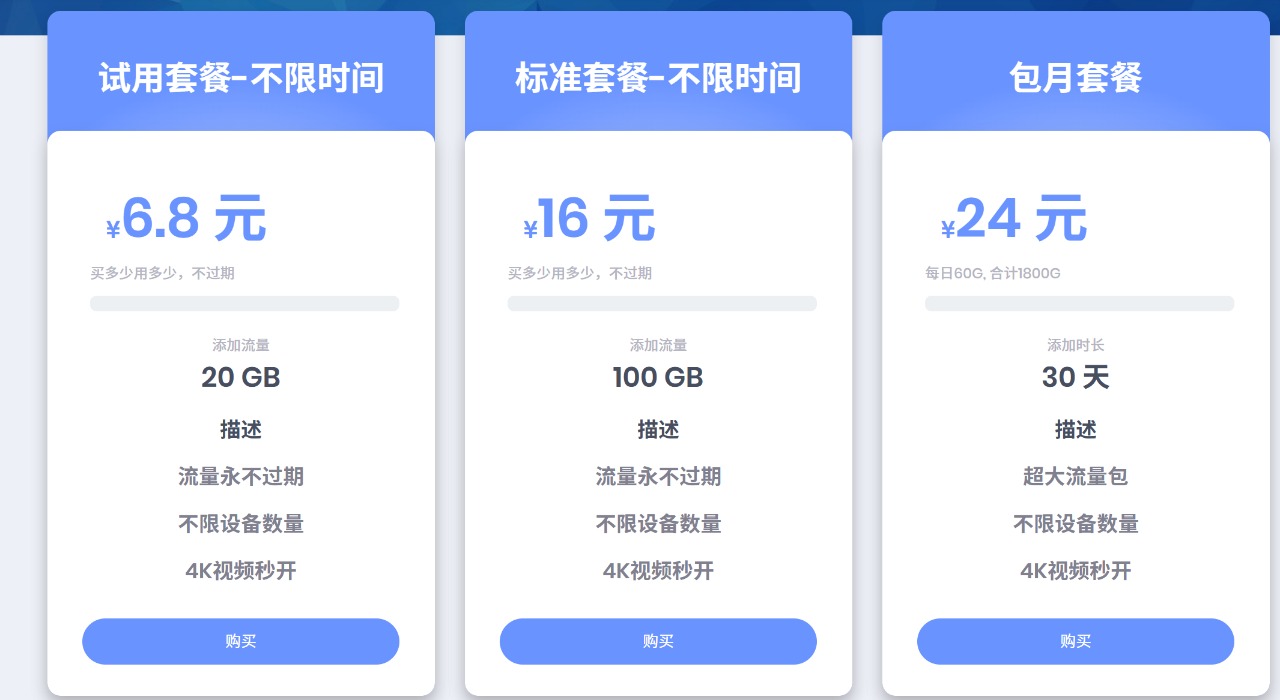 试用套餐-不限时间
¥6.8 元
买多少用多少，不过期
添加流量
20 GB
描述
流量永不过期
不限设备数量
4K视频秒开
购买
标准套餐-不限时间
¥16 元
买多少用多少，不过期
添加流量
100 GB
描述
流量永不过期
不限设备数量
4K视频秒开
购买
包月套餐
¥24 元
每日60G, 合计1800G
添加时长
30 天
描述
超大流量包
不限设备数量
4K视频秒开
购买